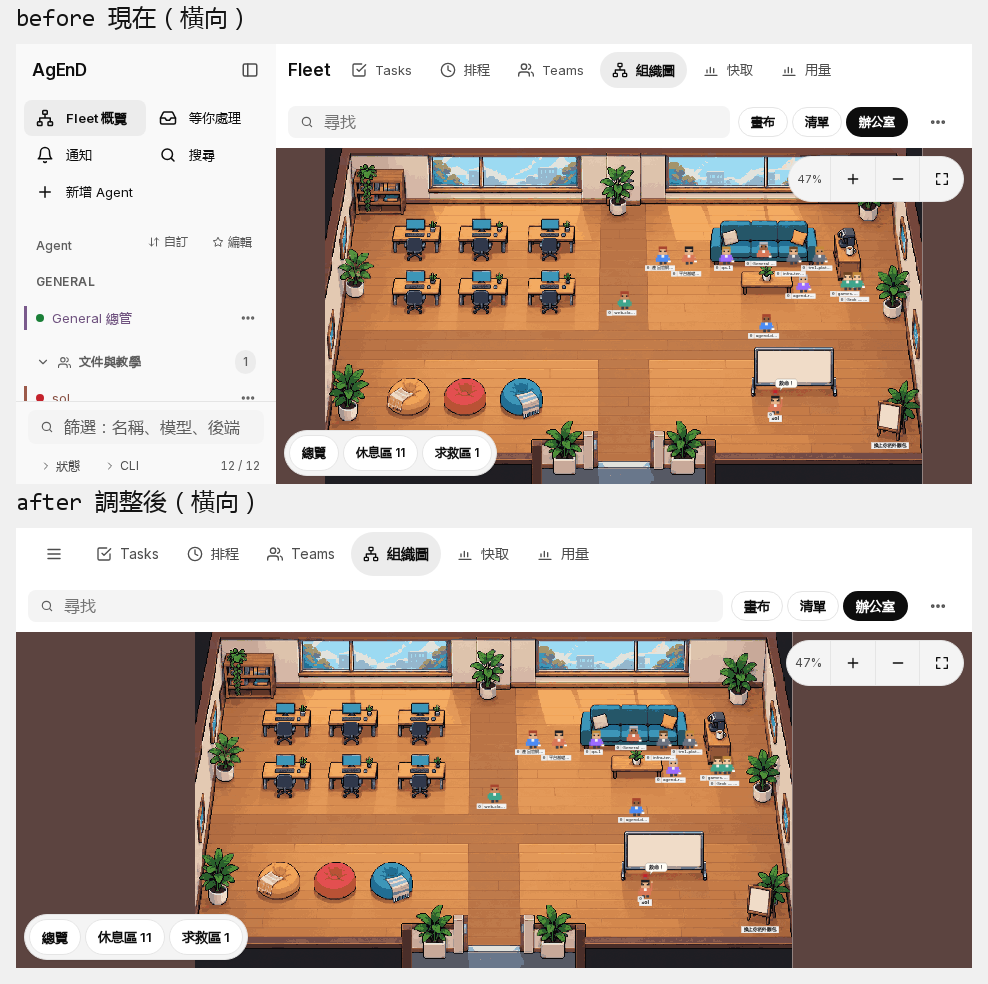 before 現在(橫向)
AgEnD
Fleet Tasks 排程 Teams 組織圖 快取 用量
Fleet 概覽 等你處理
尋找 畫布 清單 辦公室
通知 搜尋
47%
新增 Agent
Agent 自訂 編輯
GENERAL
General 總管
文件與教學 1
救命!
sol
sol
篩選:名稱、模型、後端
總覽 休息區 11 求救區 1
狀態 CLI 12 / 12
after 調整後(橫向)
Tasks 排程 Teams 組織圖 快取 用量
尋找 畫布 清單 辦公室
47%
救命!
sol
總覽 休息區 11 求救區 1